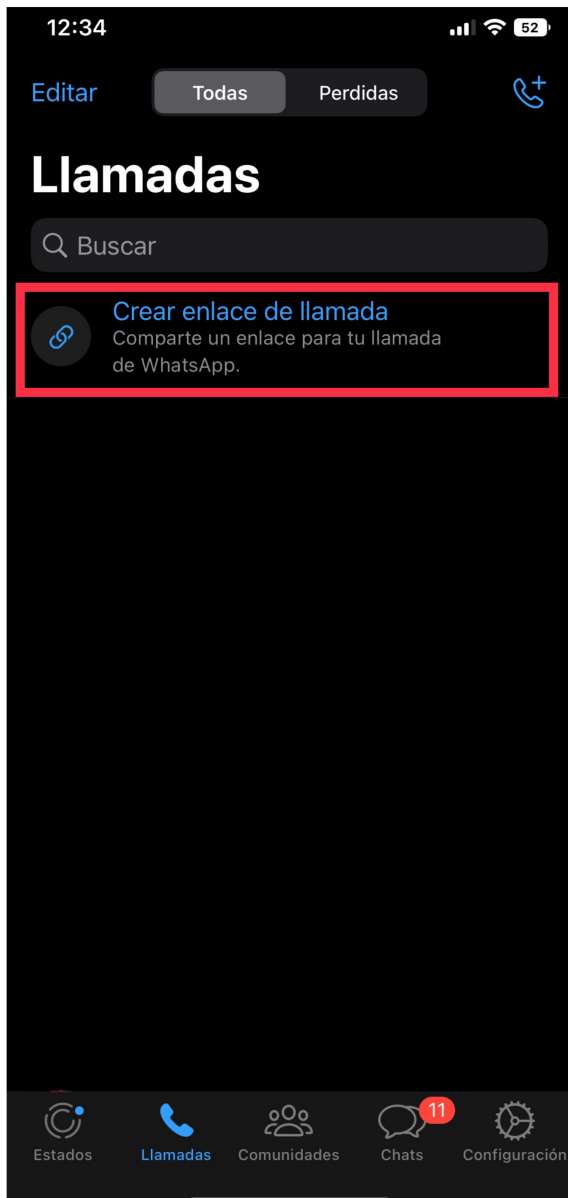 12:34
52
Editar
Todas
Perdidas
Llamadas
Buscar
Crear enlace de llamada
Comparte un enlace para tu llamada
de WhatsApp.
11
Estados
Llamadas
Comunidades
Chats
Configuración